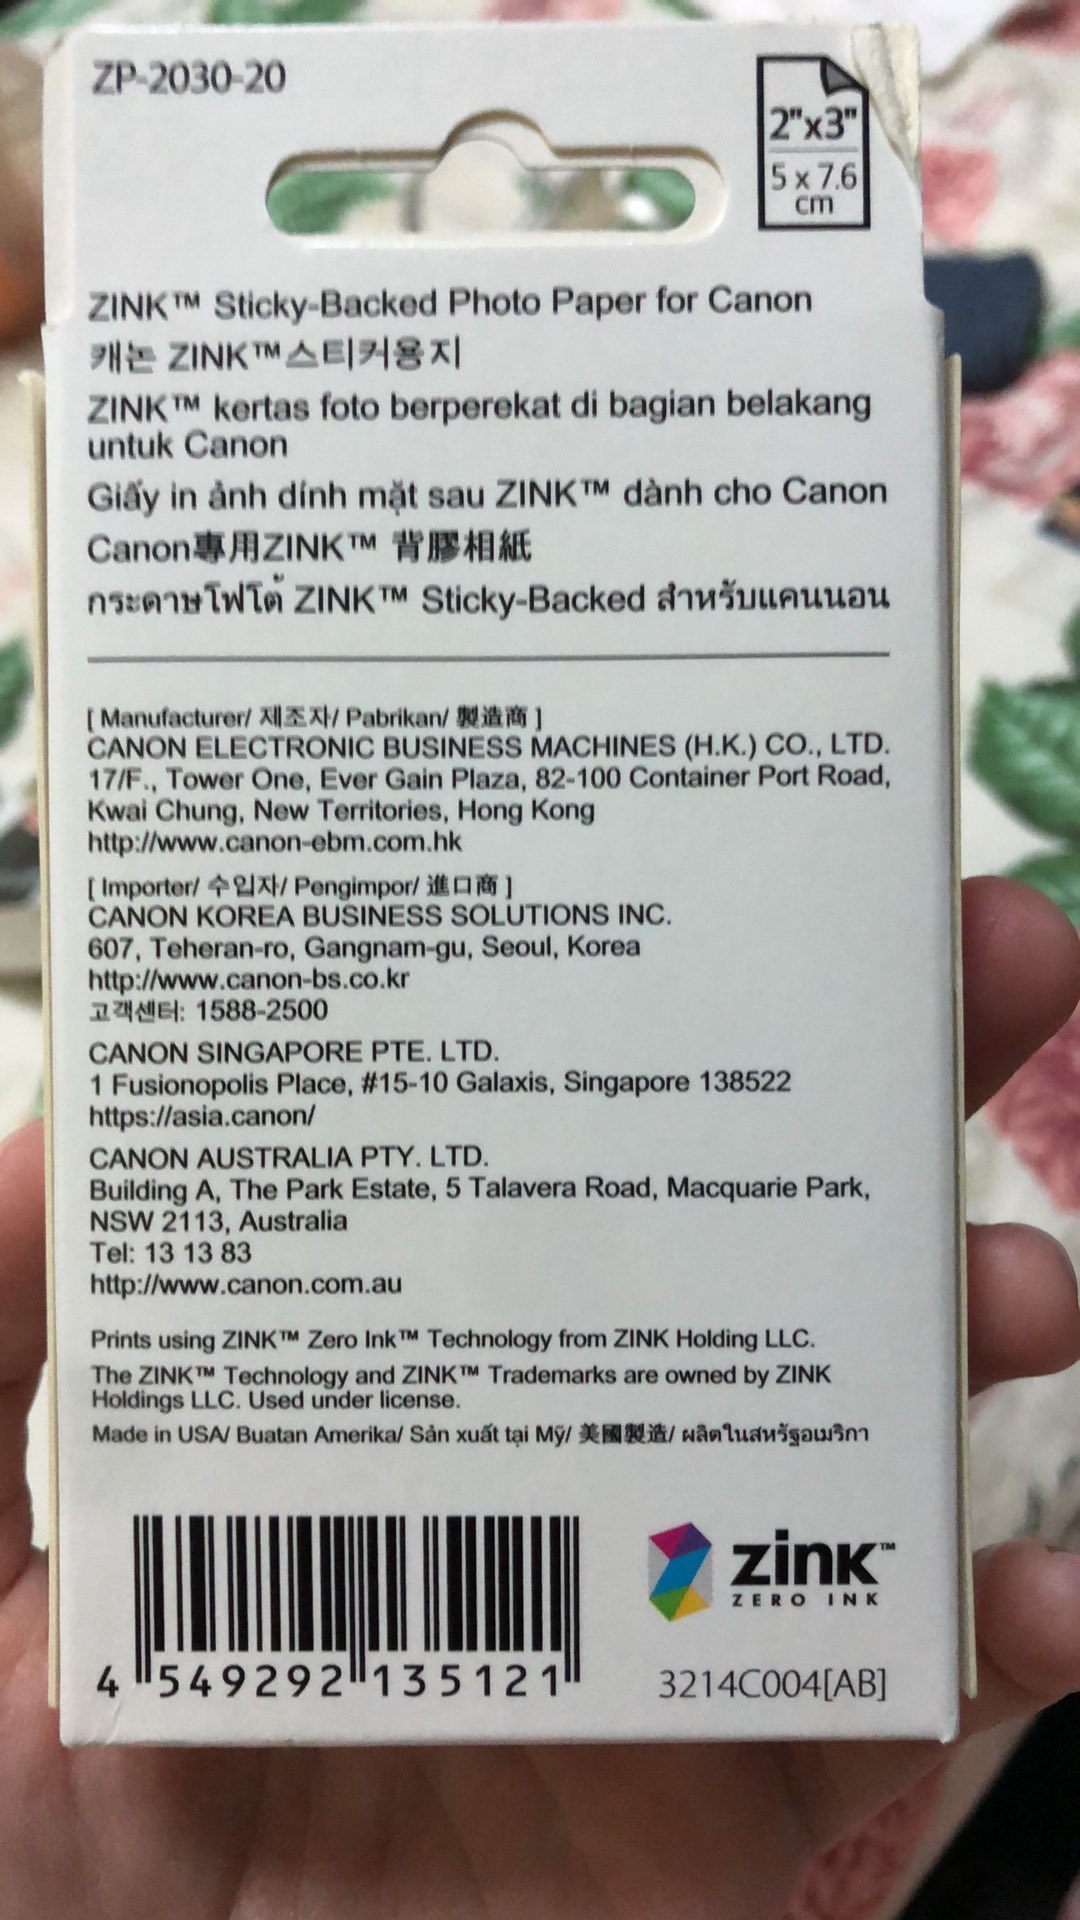 ZP-2030-20
2"x3"
5 x 7.6
cm
ZINK™ Sticky-Backed Photo Paper for Canon
캐논 ZINK™스티커용지
ZINK™ kertas foto berperekat di bagian belakang
untuk Canon
Giấy in ảnh dính mặt sau ZINK™ dành cho Canon
Canon專用ZINK™ 背膠相紙
กระดาษโฟโต้ ZINK™ Sticky-Backed สำหรับแคนนอน
[ Manufacturer/ 제조자/ Pabrikan/ 製造商 ]
CANON ELECTRONIC BUSINESS MACHINES (H.K.) CO., LTD.
17/F., Tower One, Ever Gain Plaza, 82-100 Container Port Road,
Kwai Chung, New Territories, Hong Kong
http://www.canon-ebm.com.hk
[ Importer/ 수입자/ Pengimpor/ 進口商 ]
CANON KOREA BUSINESS SOLUTIONS INC.
607, Teheran-ro, Gangnam-gu, Seoul, Korea
http://www.canon-bs.co.kr
고객센터: 1588-2500
CANON SINGAPORE PTE. LTD.
1 Fusionopolis Place, #15-10 Galaxis, Singapore 138522
https://asia.canon/
CANON AUSTRALIA PTY. LTD.
Building A, The Park Estate, 5 Talavera Road, Macquarie Park,
NSW 2113, Australia
Tel: 13 13 83
http://www.canon.com.au
Prints using ZINK™ Zero Ink™ Technology from ZINK Holding LLC.
The ZINK™ Technology and ZINK™ Trademarks are owned by ZINK
Holdings LLC. Used under license.
Made in USA/ Buatan Amerika/ Sản xuất tại Mỹ/ 美國製造/ ผลิตในสหรัฐอเมริกา
zink™
ZERO INK
4 549292 135121
3214C004[AB]